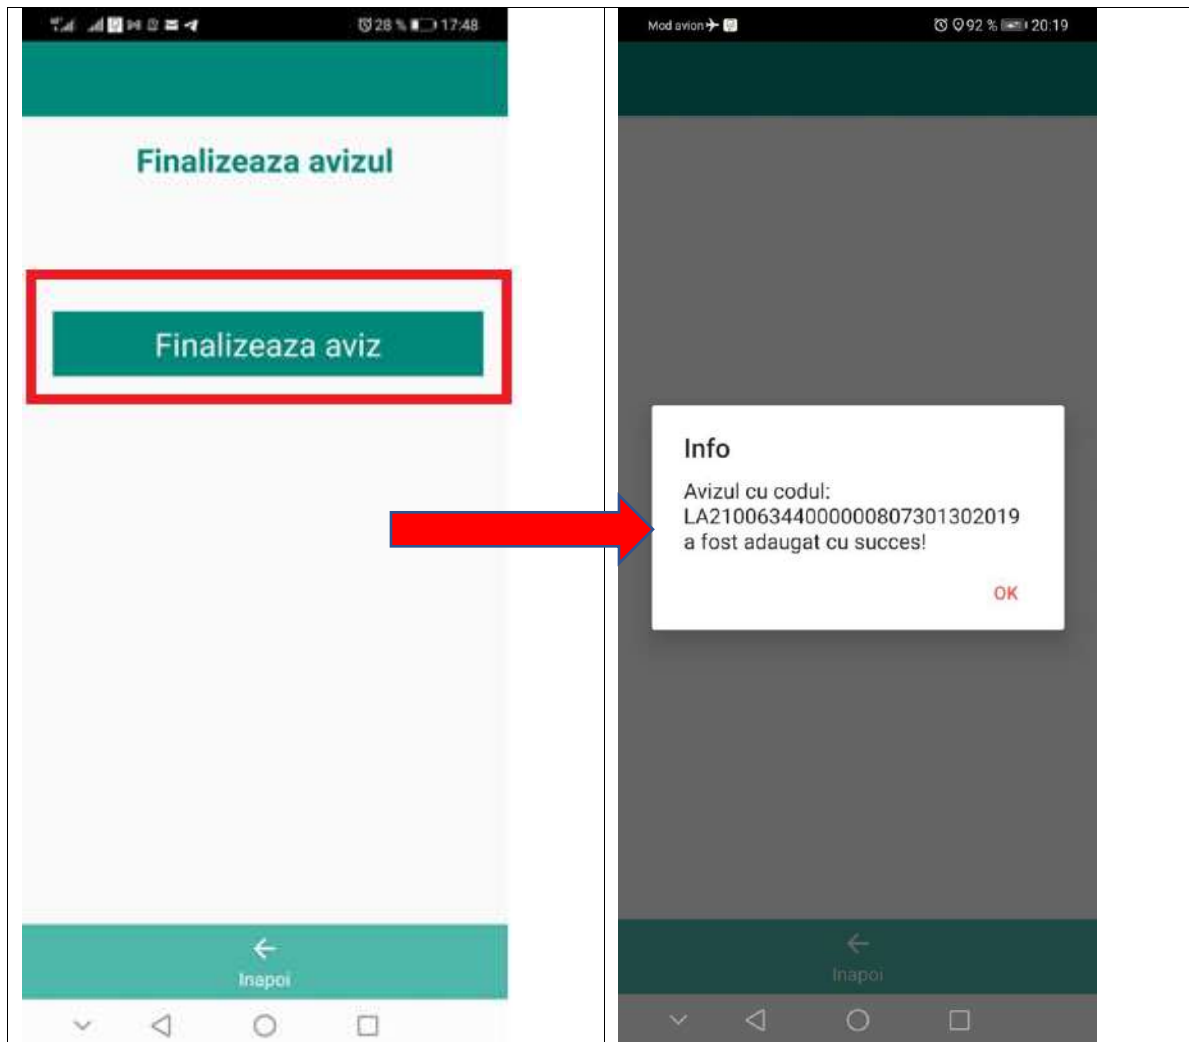 28 % 17:48
Finalizeaza avizul
Finalizeaza aviz
Inapoi
Mod avion 92 % 20:19
Info
Avizul cu codul:
LA21006344000000807301302019
a fost adaugat cu succes!
OK
Inapoi